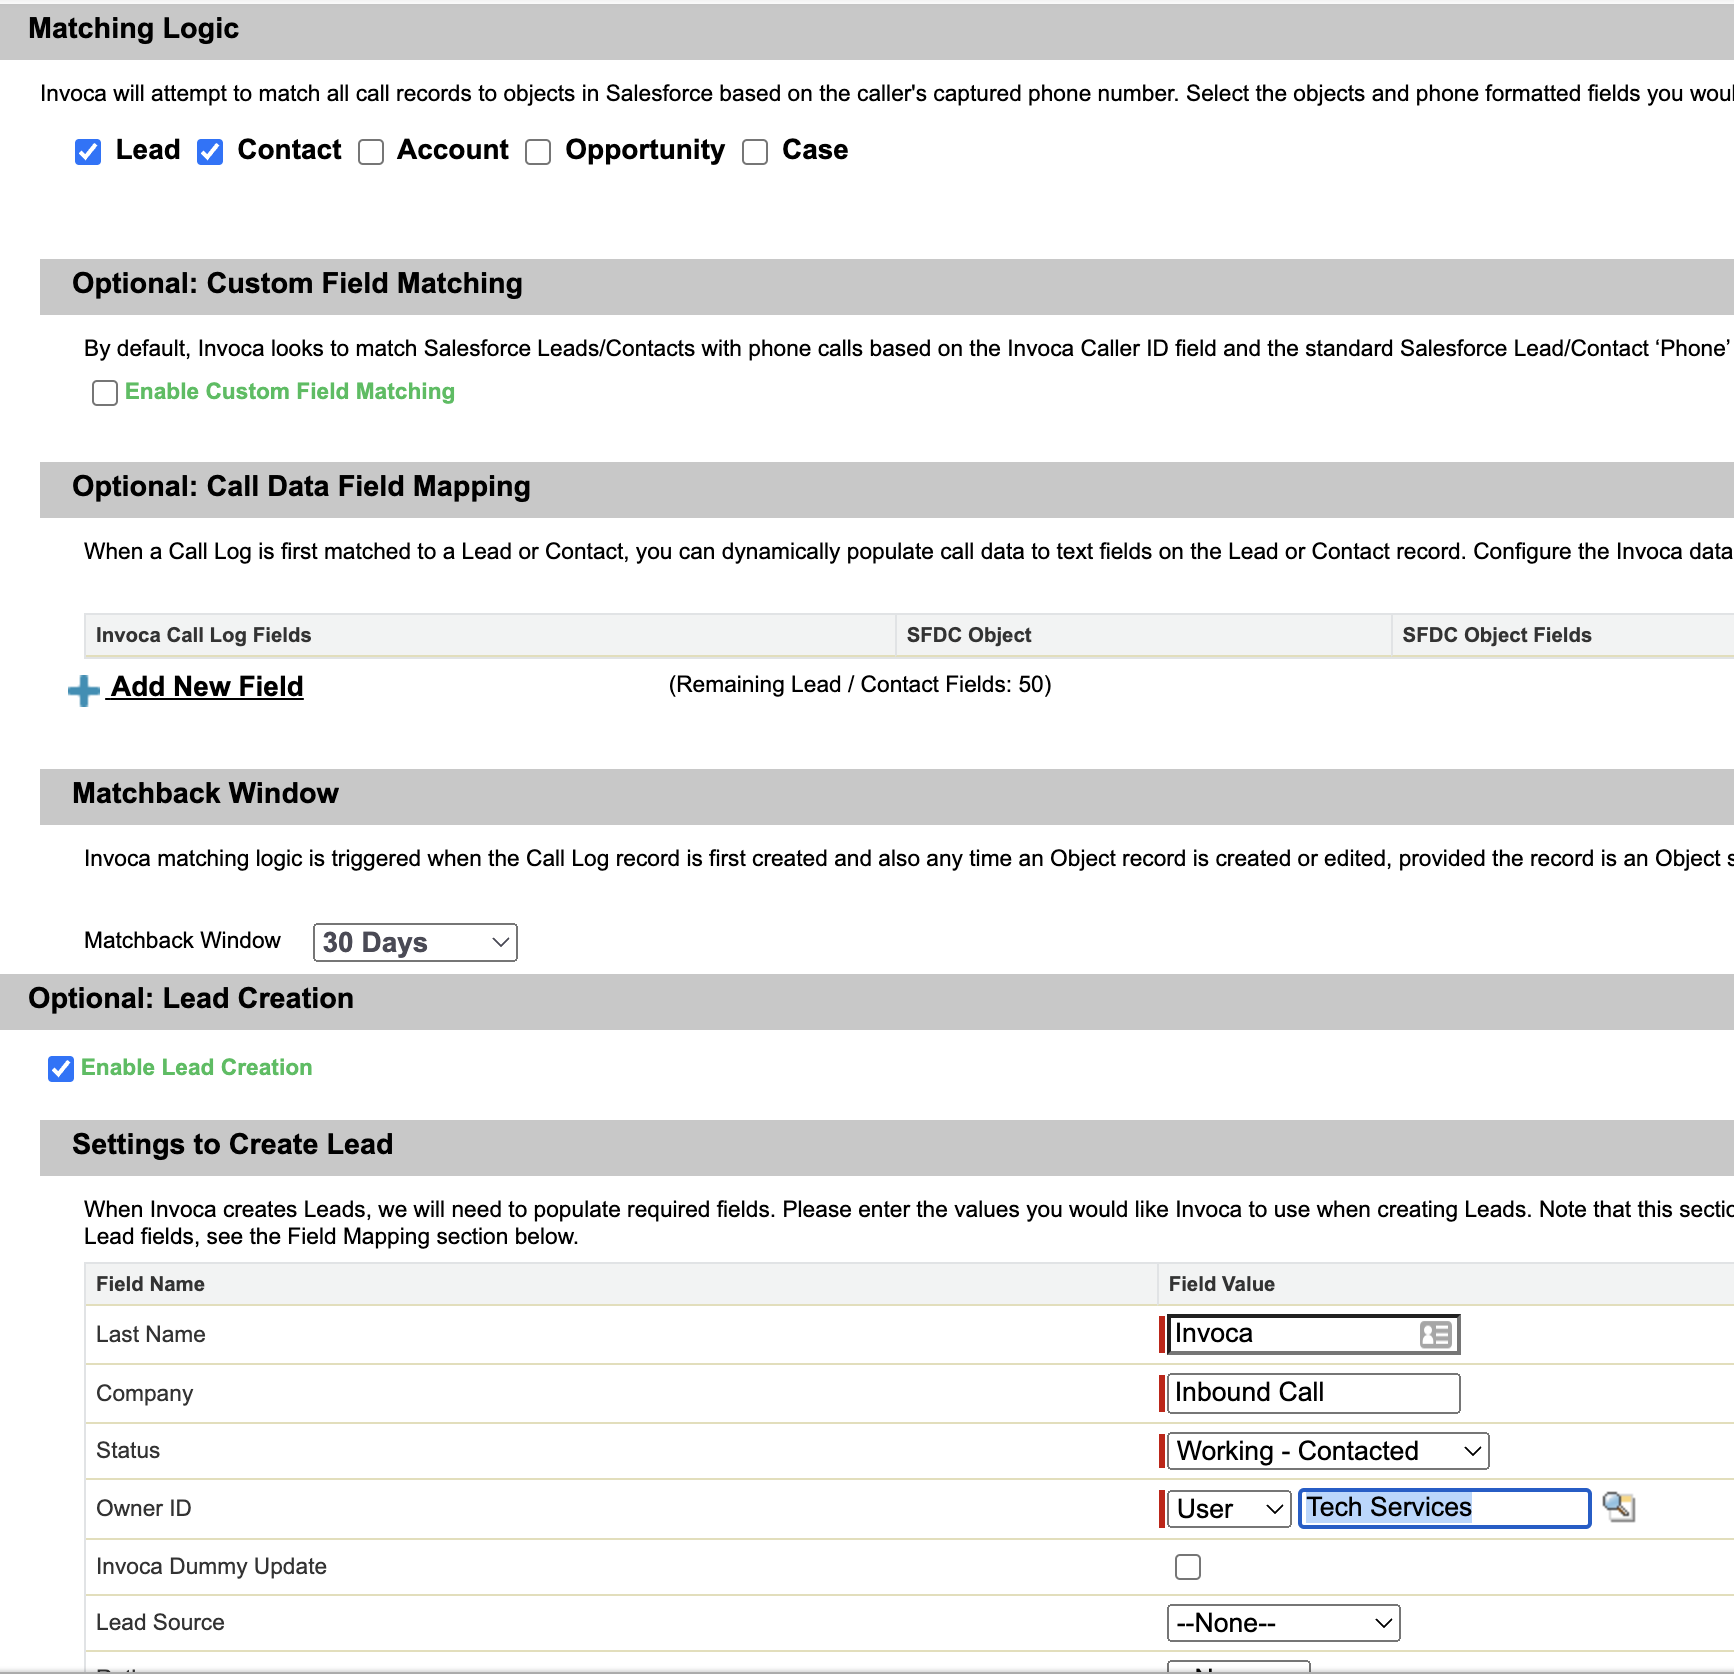 Matching Logic
Invoca will attempt to match all call records to objects in Salesforce based on the caller's captured phone number. Select the objects and phone formatted fields you
Lead Contact Account Opportunity Case
Optional: Custom Field Matching
By default, Invoca looks to match Salesforce Leads/Contacts with phone calls based on the Invoca Caller ID field and the standard Salesforce Lead/Contact ‘Phone’
Enable Custom Field Matching
Optional: Call Data Field Mapping
When a Call Log is first matched to a Lead or Contact, you can dynamically populate call data to text fields on the Lead or Contact record. Configure the Invoca data
Invoca Call Log Fields SFDC Object SFDC Object Fields
Add New Field (Remaining Lead / Contact Fields: 50)
Matchback Window
Invoca matching logic is triggered when the Call Log record is first created and also any time an Object record is created or edited, provided the record is an Object
Matchback Window 30 Days
Optional: Lead Creation
Enable Lead Creation
Settings to Create Lead
When Invoca creates Leads, we will need to populate required fields. Please enter the values you would like Invoca to use when creating Leads. Note that this
Lead fields, see the Field Mapping section below.
Field Name Field Value
Last Name Invoca
Company Inbound Call
Status Working - Contacted
Owner ID User Tech Services
Invoca Dummy Update
Lead Source --None--